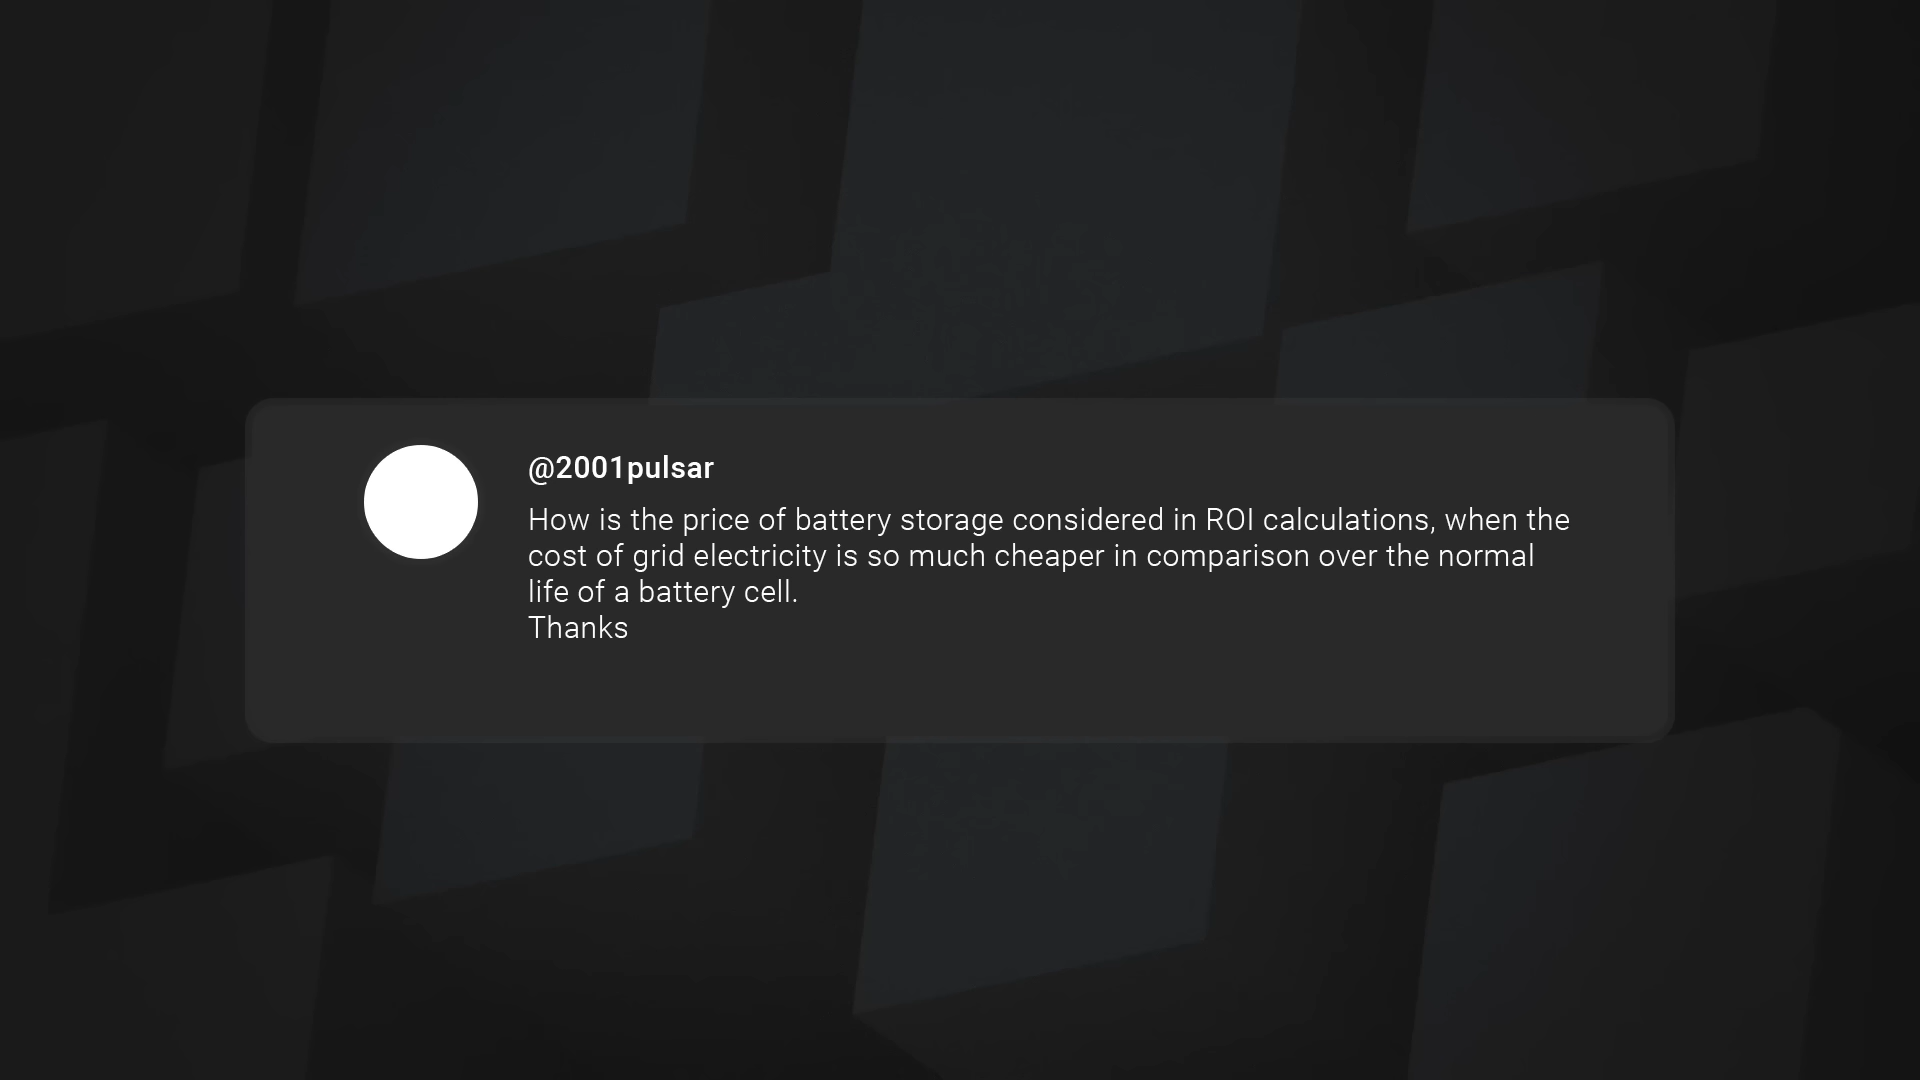 @2001pulsar
How is the price of battery storage considered in ROI calculations, when the
cost of grid electricity is so much cheaper in comparison over the normal
life of a battery cell.
Thanks